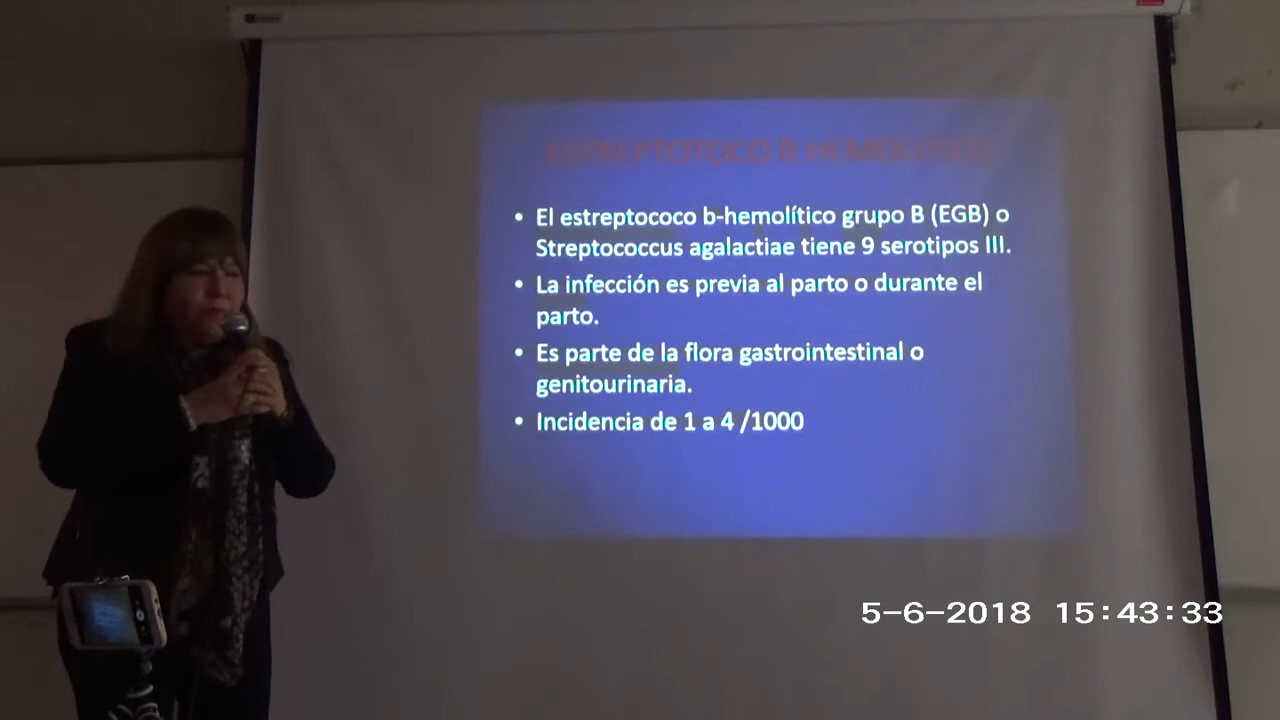 ESTREPTOTOCO B HEMOLITICO
• El estreptococo b-hemolítico grupo B (EGB) o
Streptococcus agalactiae tiene 9 serotipos III.
• La infección es previa al parto o durante el
parto.
• Es parte de la flora gastrointestinal o
genitourinaria.
• Incidencia de 1 a 4 /1000
5-6-2018 15:43:33